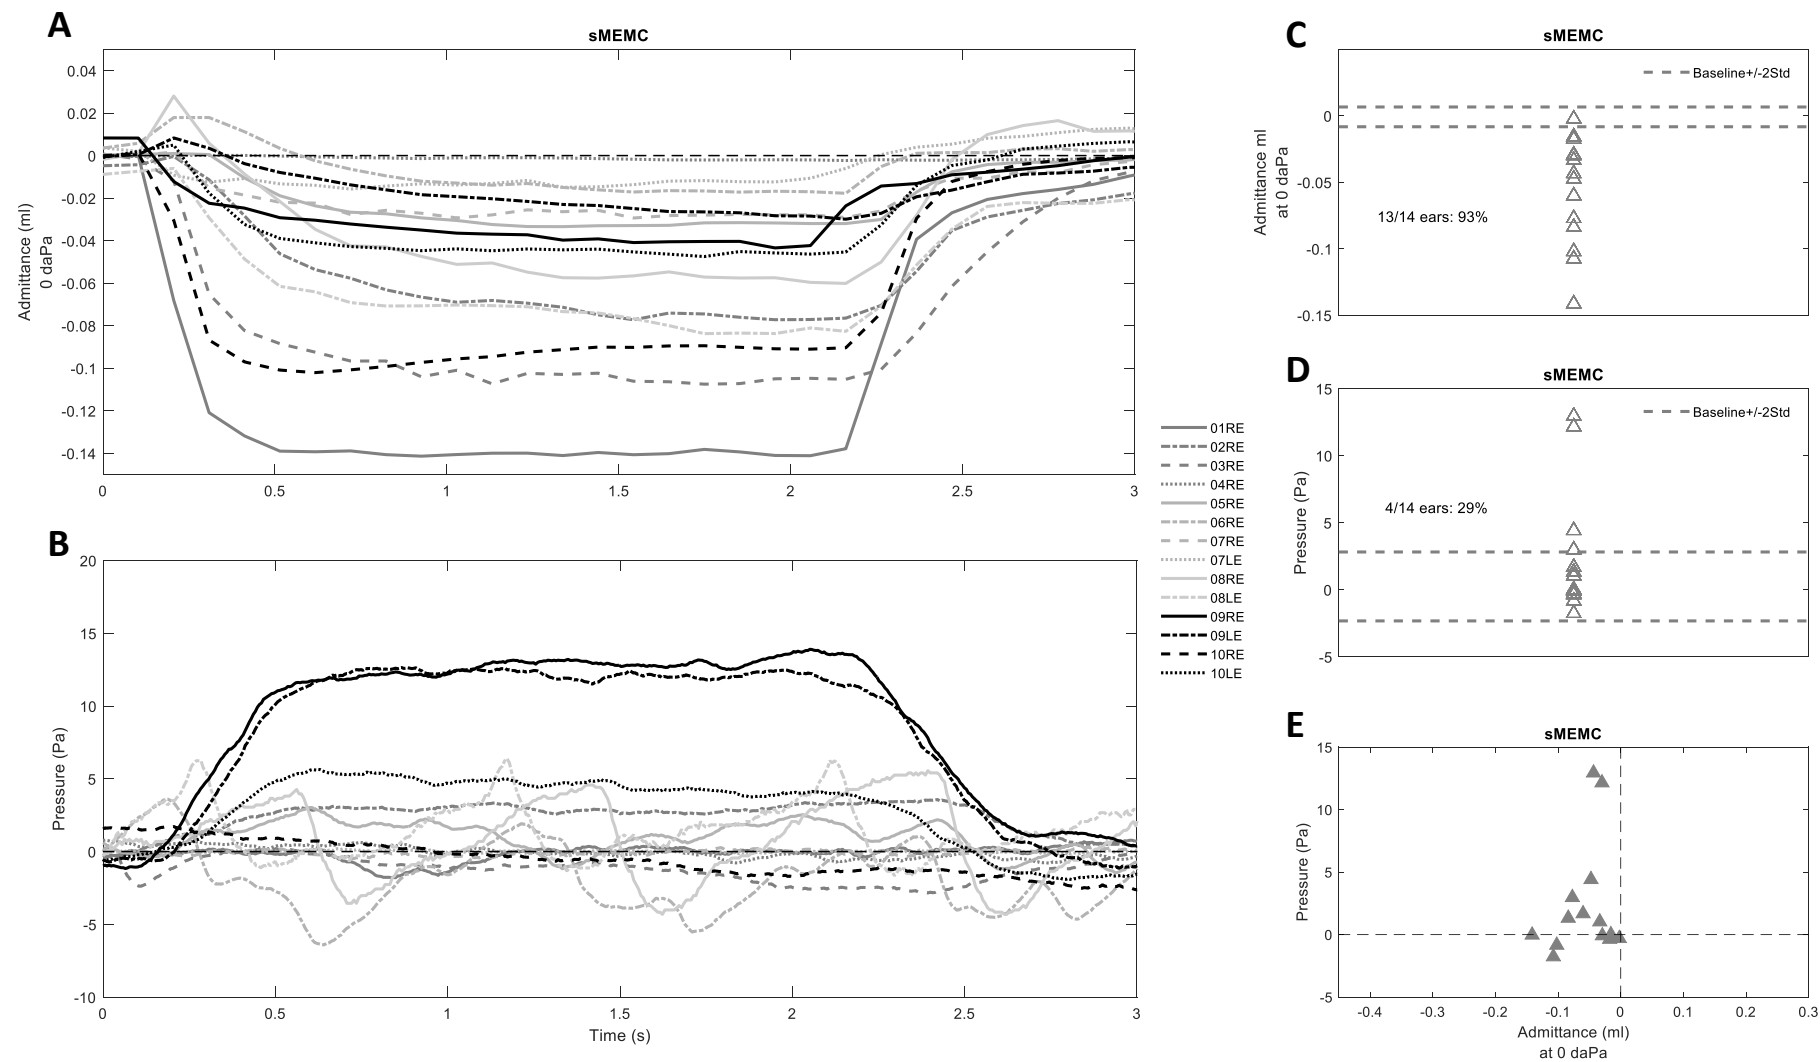 A
sMEMC
0.04
0.02
0
-0.02
-0.04
-0.06
-0.08
-0.1
-0.12
-0.14
Admittance (ml)
0 daPa
0 0.5 1 1.5 2 2.5 3
B
20
15
10
5
0
-5
-10
Pressure (Pa)
0 0.5 1 1.5 2 2.5 3
Time (s)
01RE
02RE
03RE
04RE
05RE
06RE
07RE
07LE
08RE
08LE
09RE
09LE
10RE
10LE
C
sMEMC
Baseline+/-2Std
0
-0.05
-0.1
-0.15
Admittance ml
at 0 daPa
13/14 ears: 93%
D
sMEMC
15
Baseline+/-2Std
10
5
0
-5
Pressure (Pa)
4/14 ears: 29%
E
sMEMC
15
10
5
0
-5
Pressure (Pa)
-0.4 -0.3 -0.2 -0.1 0 0.1 0.2 0.3
Admittance (ml)
at 0 daPa